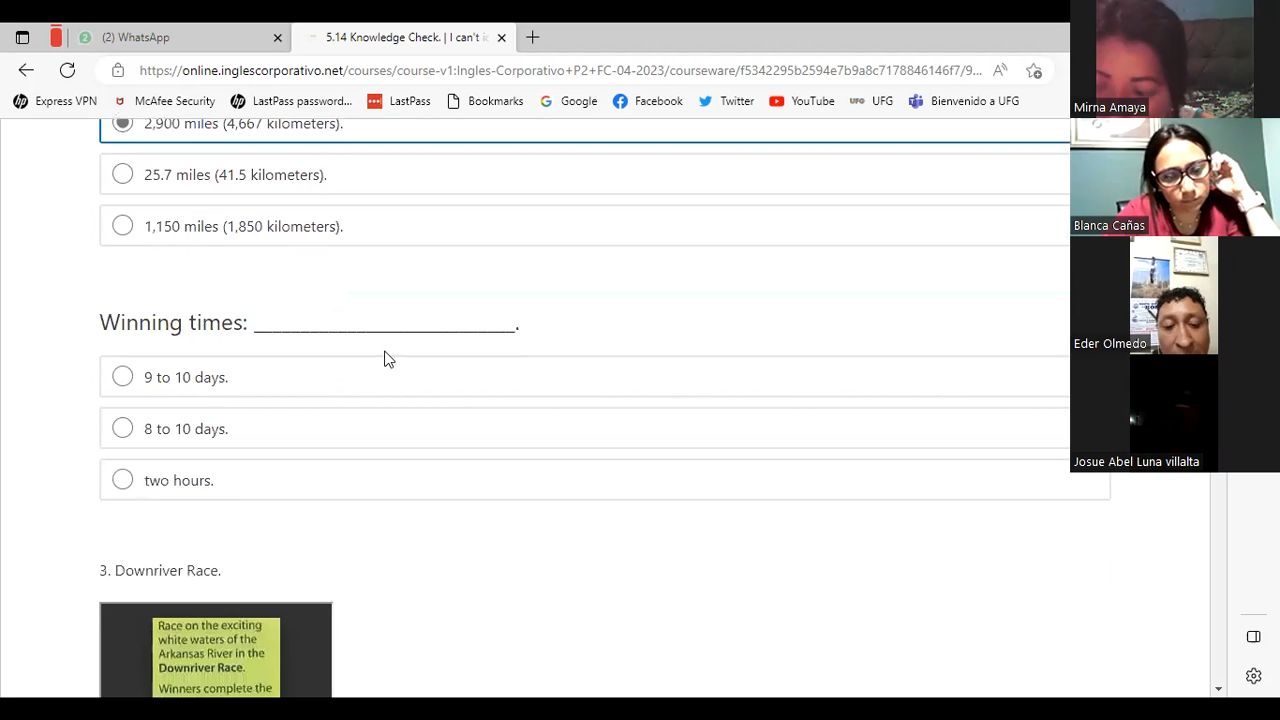 (2) WhatsApp
5.14 Knowledge Check. | I can't i
https://online.inglescorporativo.net/courses/course-v1:Ingles-Corporativo+P2+FC-04-2023/courseware/f5342295b2594e7b9a8c7178846146f7/9...
Express VPN
McAfee Security
LastPass password...
LastPass
Bookmarks
Google
Facebook
Twitter
YouTube
UFG
Bienvenido a UFG
2,900 miles (4,667 kilometers).
25.7 miles (41.5 kilometers).
1,150 miles (1,850 kilometers).
Winning times: ______________________.
9 to 10 days.
8 to 10 days.
two hours.
3. Downriver Race.
Race on the exciting
white waters of the
Arkansas River in the
Downriver Race.
Winners complete the
Mirna Amaya
Blanca Cañas
Eder Olmedo
Josue Abel Luna villalta